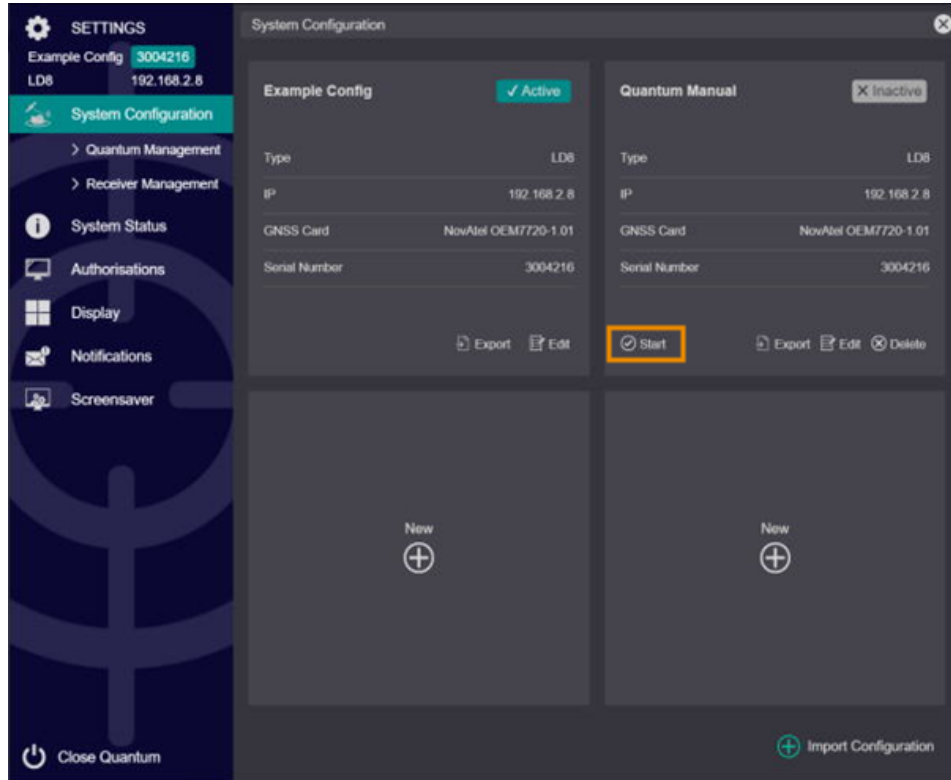 SETTINGS
Example Config 3004216
LD8 192.168.2.8
System Configuration
Quantum Management
Receiver Management
System Status
Authorisations
Display
Notifications
Screensaver
Close Quantum
System Configuration
Example Config Active
Type LD8
IP 192.168.2.8
GNSS Card NovAtel OEM7720-1.01
Serial Number 3004216
Export Edit
Quantum Manual Inactive
Type LD8
IP 192.168.2.8
GNSS Card NovAtel OEM7720-1.01
Serial Number 3004216
Start Export Edit Delete
New
New
Import Configuration